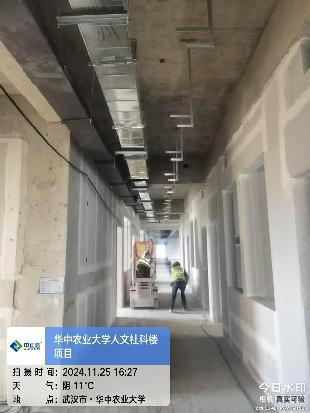 华中农业大学人文社科楼
项目
拍摄时间：2024.11.25 16:27
天气：阴 11℃
地点：武汉市·华中农业大学
今日水印
相机 真实时间